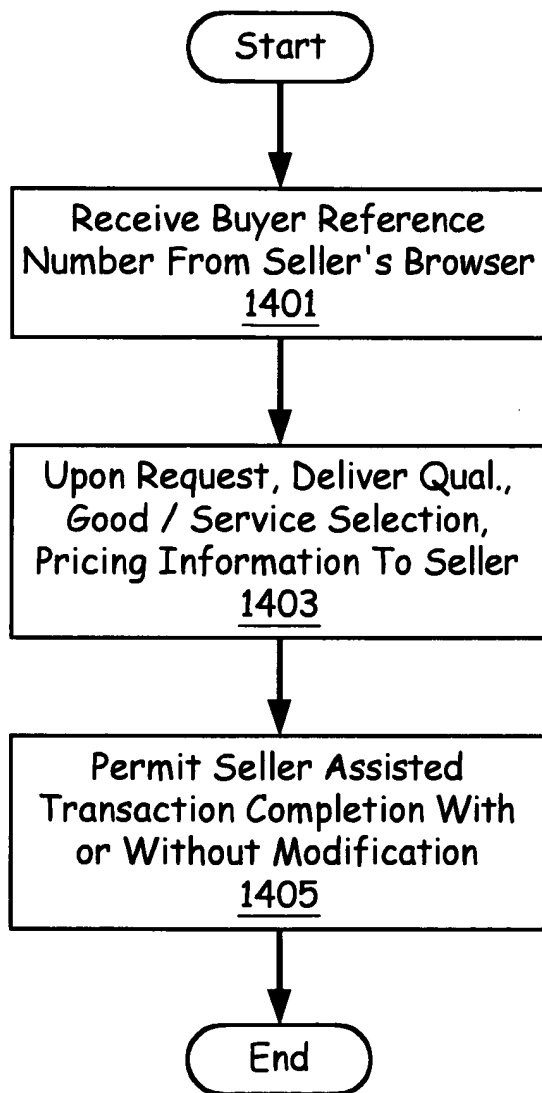 Start
Receive Buyer Reference
Number From Seller's Browser
1401
Upon Request, Deliver Qual.,
Good / Service Selection,
Pricing Information To Seller
1403
Permit Seller Assisted
Transaction Completion With
or Without Modification
1405
End